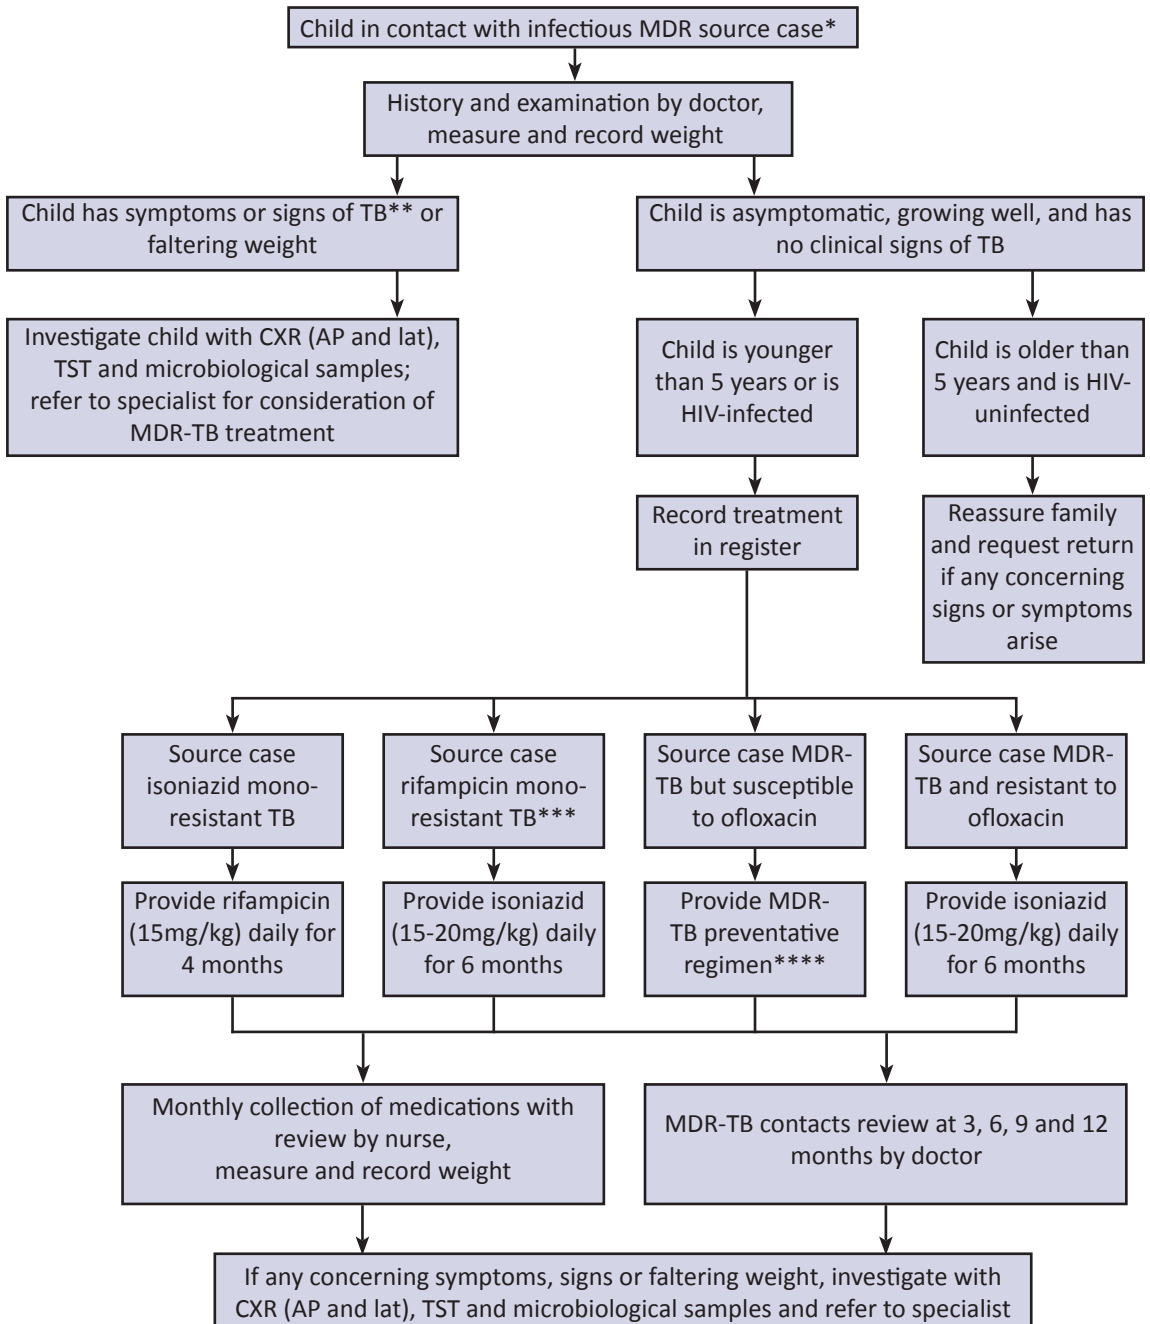 Child in contact with infectious MDR source case*
History and examination by doctor,
measure and record weight
Child has symptoms or signs of TB** or
faltering weight
Child is asymptomatic, growing well, and has
no clinical signs of TB
Investigate child with CXR (AP and lat),
TST and microbiological samples;
refer to specialist for consideration of
MDR-TB treatment
Child is younger
than 5 years or is
HIV-infected
Child is older than
5 years and is HIV-
uninfected
Record treatment
in register
Reassure family
and request return
if any concerning
signs or symptoms
arise
Source case
isoniazid mono-
resistant TB
Source case
rifampicin mono-
resistant TB***
Source case MDR-
TB but susceptible
to ofloxacin
Source case MDR-
TB and resistant to
ofloxacin
Provide rifampicin
(15mg/kg) daily for
4 months
Provide isoniazid
(15-20mg/kg) daily
for 6 months
Provide MDR-
TB preventative
regimen****
Provide isoniazid
(15-20mg/kg) daily
for 6 months
Monthly collection of medications with
review by nurse,
measure and record weight
MDR-TB contacts review at 3, 6, 9 and 12
months by doctor
If any concerning symptoms, signs or faltering weight, investigate with
CXR (AP and lat), TST and microbiological samples and refer to specialist